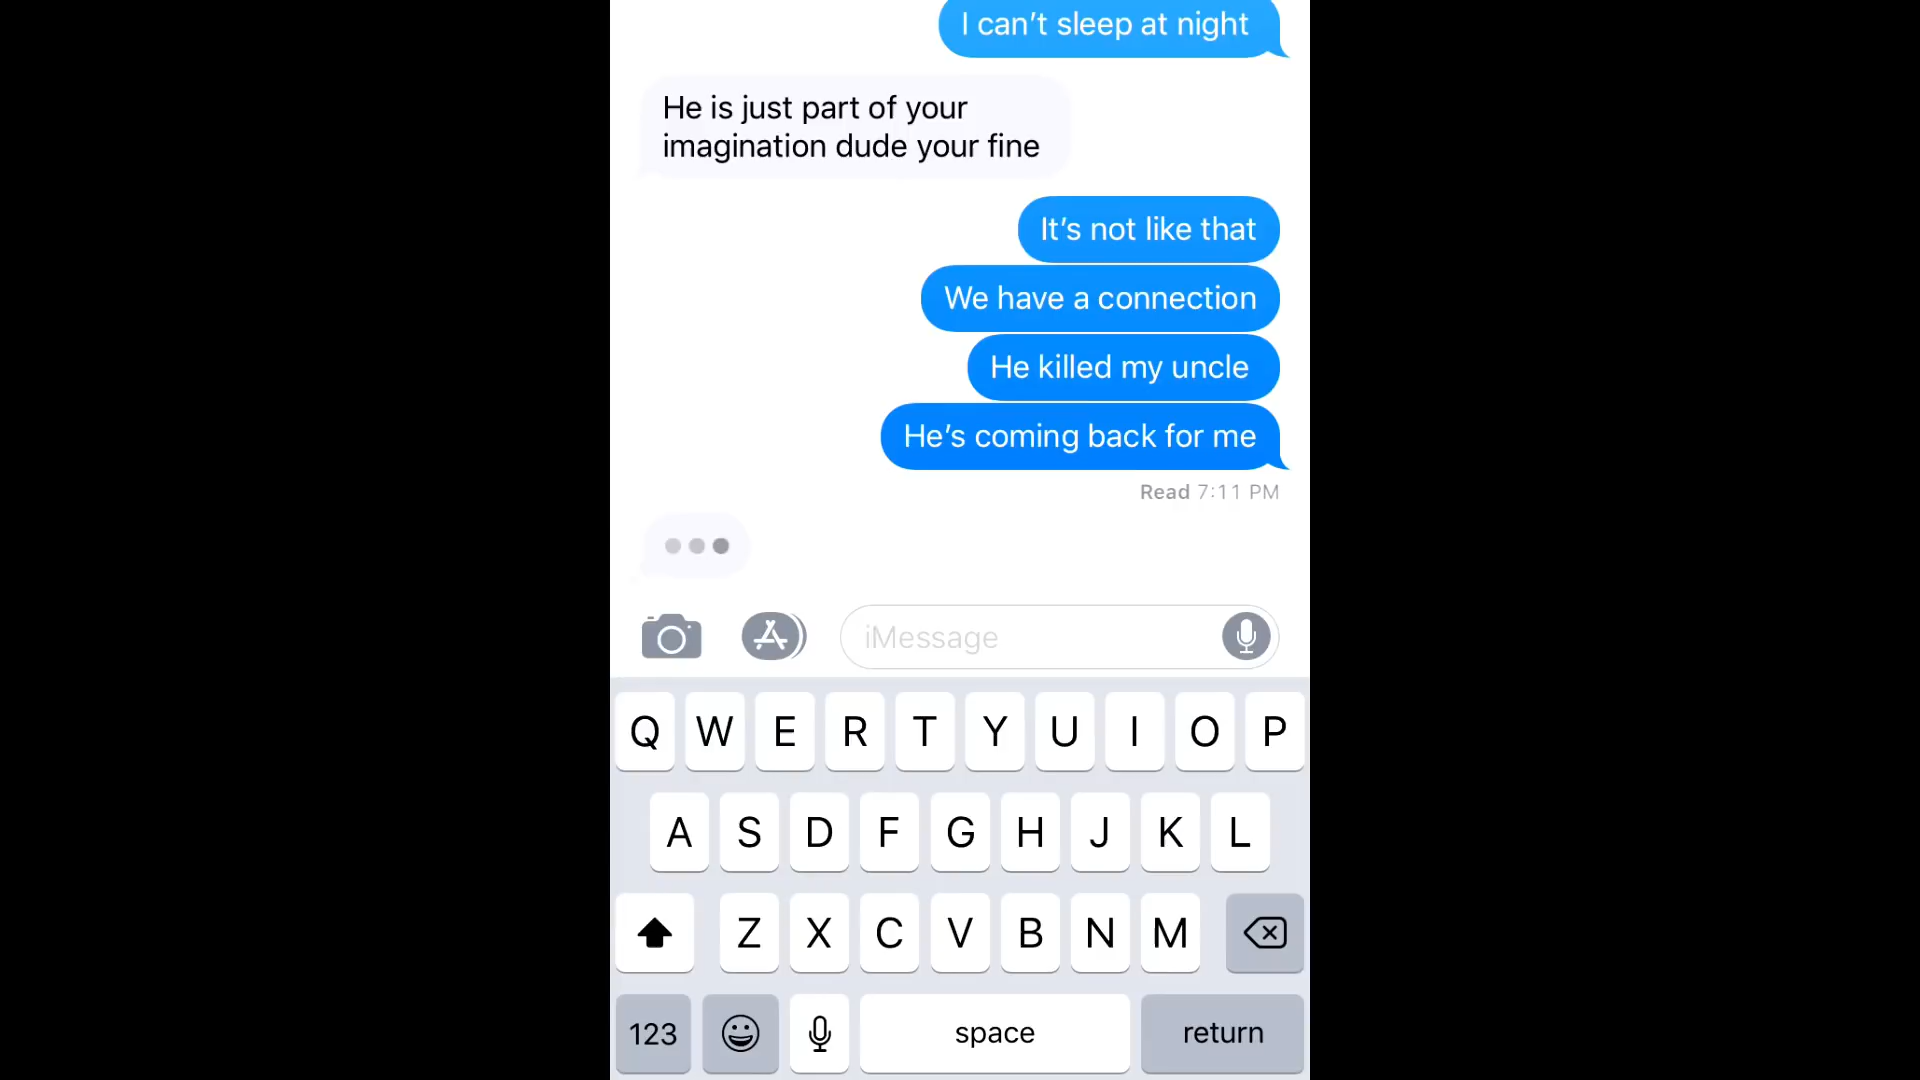 I can't sleep at night
He is just part of your
imagination dude your fine
It's not like that
We have a connection
He killed my uncle
He's coming back for me
Read 7:11 PM
iMessage
Q W E R T Y U I O P
A S D F G H J K L
Z X C V B N M
123 space return